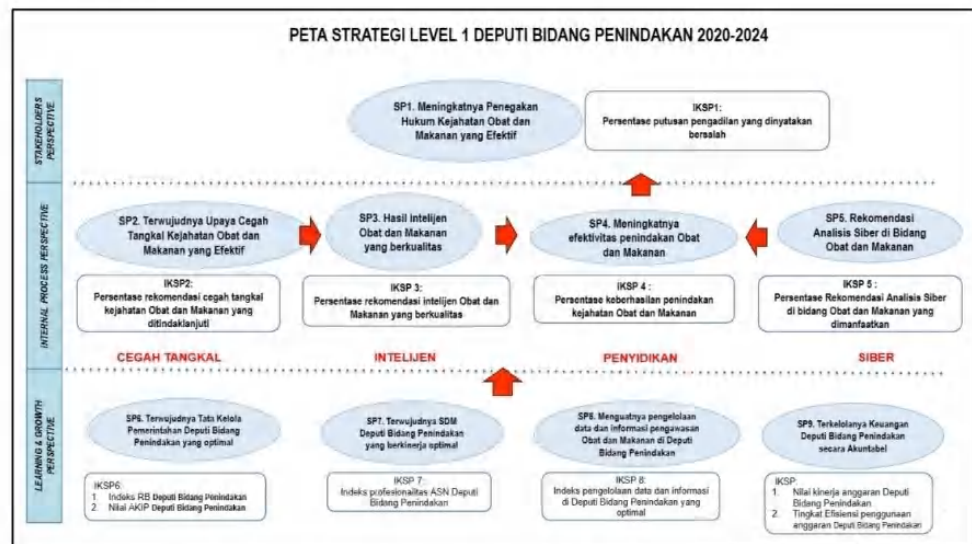 PETA STRATEGI LEVEL 1 DEPUTI BIDANG PENINDAKAN 2020-2024
STAKEHOLDERS
PERSPECTIVE
SP1. Meningkatnya Penegakan
Hukum Kejahatan Obat dan
Makanan yang Efektif
IKSP1:
Persentase putusan pengadilan yang dinyatakan
bersalah
INTERNAL PROCESS PERSPECTIVE
SP2. Terwujudnya Upaya Cegah
Tangkal Kejahatan Obat dan
Makanan yang Efektif
SP3. Hasil intelijen
Obat dan Makanan
yang berkualitas
SP4. Meningkatnya
efektivitas penindakan Obat
dan Makanan
SP5. Rekomendasi
Analisis Siber di Bidang
Obat dan Makanan
IKSP2:
Persentase rekomendasi cegah tangkal
kejahatan Obat dan Makanan yang
ditindaklanjuti
IKSP 3:
Persentase rekomendasi intelijen Obat dan
Makanan yang berkualitas
IKSP 4 :
Persentase keberhasilan penindakan
kejahatan Obat dan Makanan
IKSP 5 :
Persentase Rekomendasi Analisis Siber
di bidang Obat dan Makanan yang
dimanfaatkan
CEGAH TANGKAL
INTELIJEN
PENYIDIKAN
SIBER
LEARNING & GROWTH
PERSPECTIVE
SP6. Terwujudnya Tata Kelola
Pemerintahan Deputi Bidang
Penindakan yang optimal
SP7. Terwujudnya SDM
Deputi Bidang Penindakan
yang berkinerja optimal
SP8. Menguatnya pengelolaan
data dan informasi pengawasan
Obat dan Makanan di Deputi
Bidang Penindakan
SP9. Terkelolanya Keuangan
Deputi Bidang Penindakan
secara Akuntabel
IKSP6:
1. Indeks RB Deputi Bidang Penindakan
2. Nilai AKIP Deputi Bidang Penindakan
IKSP 7:
Indeks profesionalitas ASN Deputi
Bidang Penindakan
IKSP 8:
Indeks pengelolaan data dan informasi
di Deputi Bidang Penindakan yang
optimal
IKSP:
1. Nilai kinerja anggaran Deputi
Bidang Penindakan
2. Tingkat Efisiensi penggunaan
anggaran Deputi Bidang Penindakan